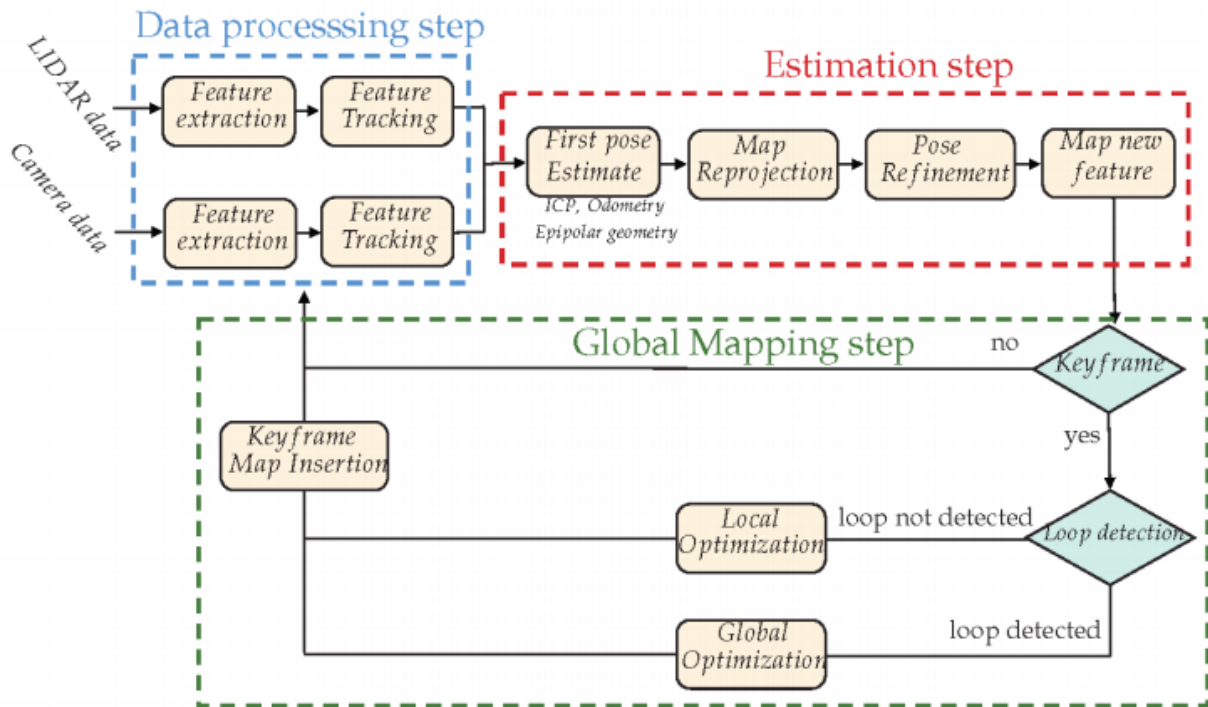 Data processsing step
LIDAR data
Feature
extraction
Feature
Tracking
Camera data
Feature
extraction
Feature
Tracking
Estimation step
First pose
Estimate
ICP, Odometry
Epipolar geometry
Map
Reprojection
Pose
Refinement
Map new
feature
Global Mapping step
no
Keyframe
yes
Keyframe
Map Insertion
Local
Optimization
loop not detected
Loop detection
Global
Optimization
loop detected